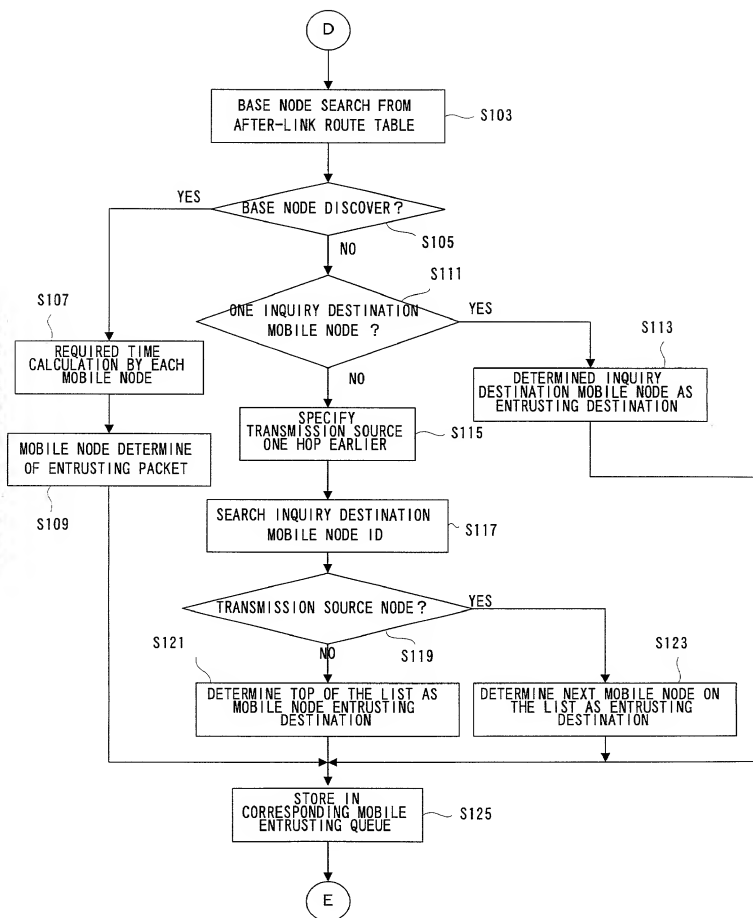 D
BASE NODE SEARCH FROM
AFTER-LINK ROUTE TABLE
S103
YES
BASE NODE DISCOVER?
S105
NO
S111
ONE INQUIRY DESTINATION
MOBILE NODE ?
YES
S107
S113
REQUIRED TIME
CALCULATION BY EACH
MOBILE NODE
NO
DETERMINED INQUIRY
DESTINATION MOBILE NODE AS
ENTRUSTING DESTINATION
SPECIFY
TRANSMISSION SOURCE
ONE HOP EARLIER
S115
MOBILE NODE DETERMINE
OF ENTRUSTING PACKET
S109
SEARCH INQUIRY DESTINATION
MOBILE NODE ID
S117
TRANSMISSION SOURCE NODE?
YES
S119
S121
NO
S123
DETERMINE TOP OF THE LIST AS
MOBILE NODE ENTRUSTING
DESTINATION
DETERMINE NEXT MOBILE NODE ON
THE LIST AS ENTRUSTING
DESTINATION
STORE IN
CORRESPONDING MOBILE
ENTRUSTING QUEUE
S125
E